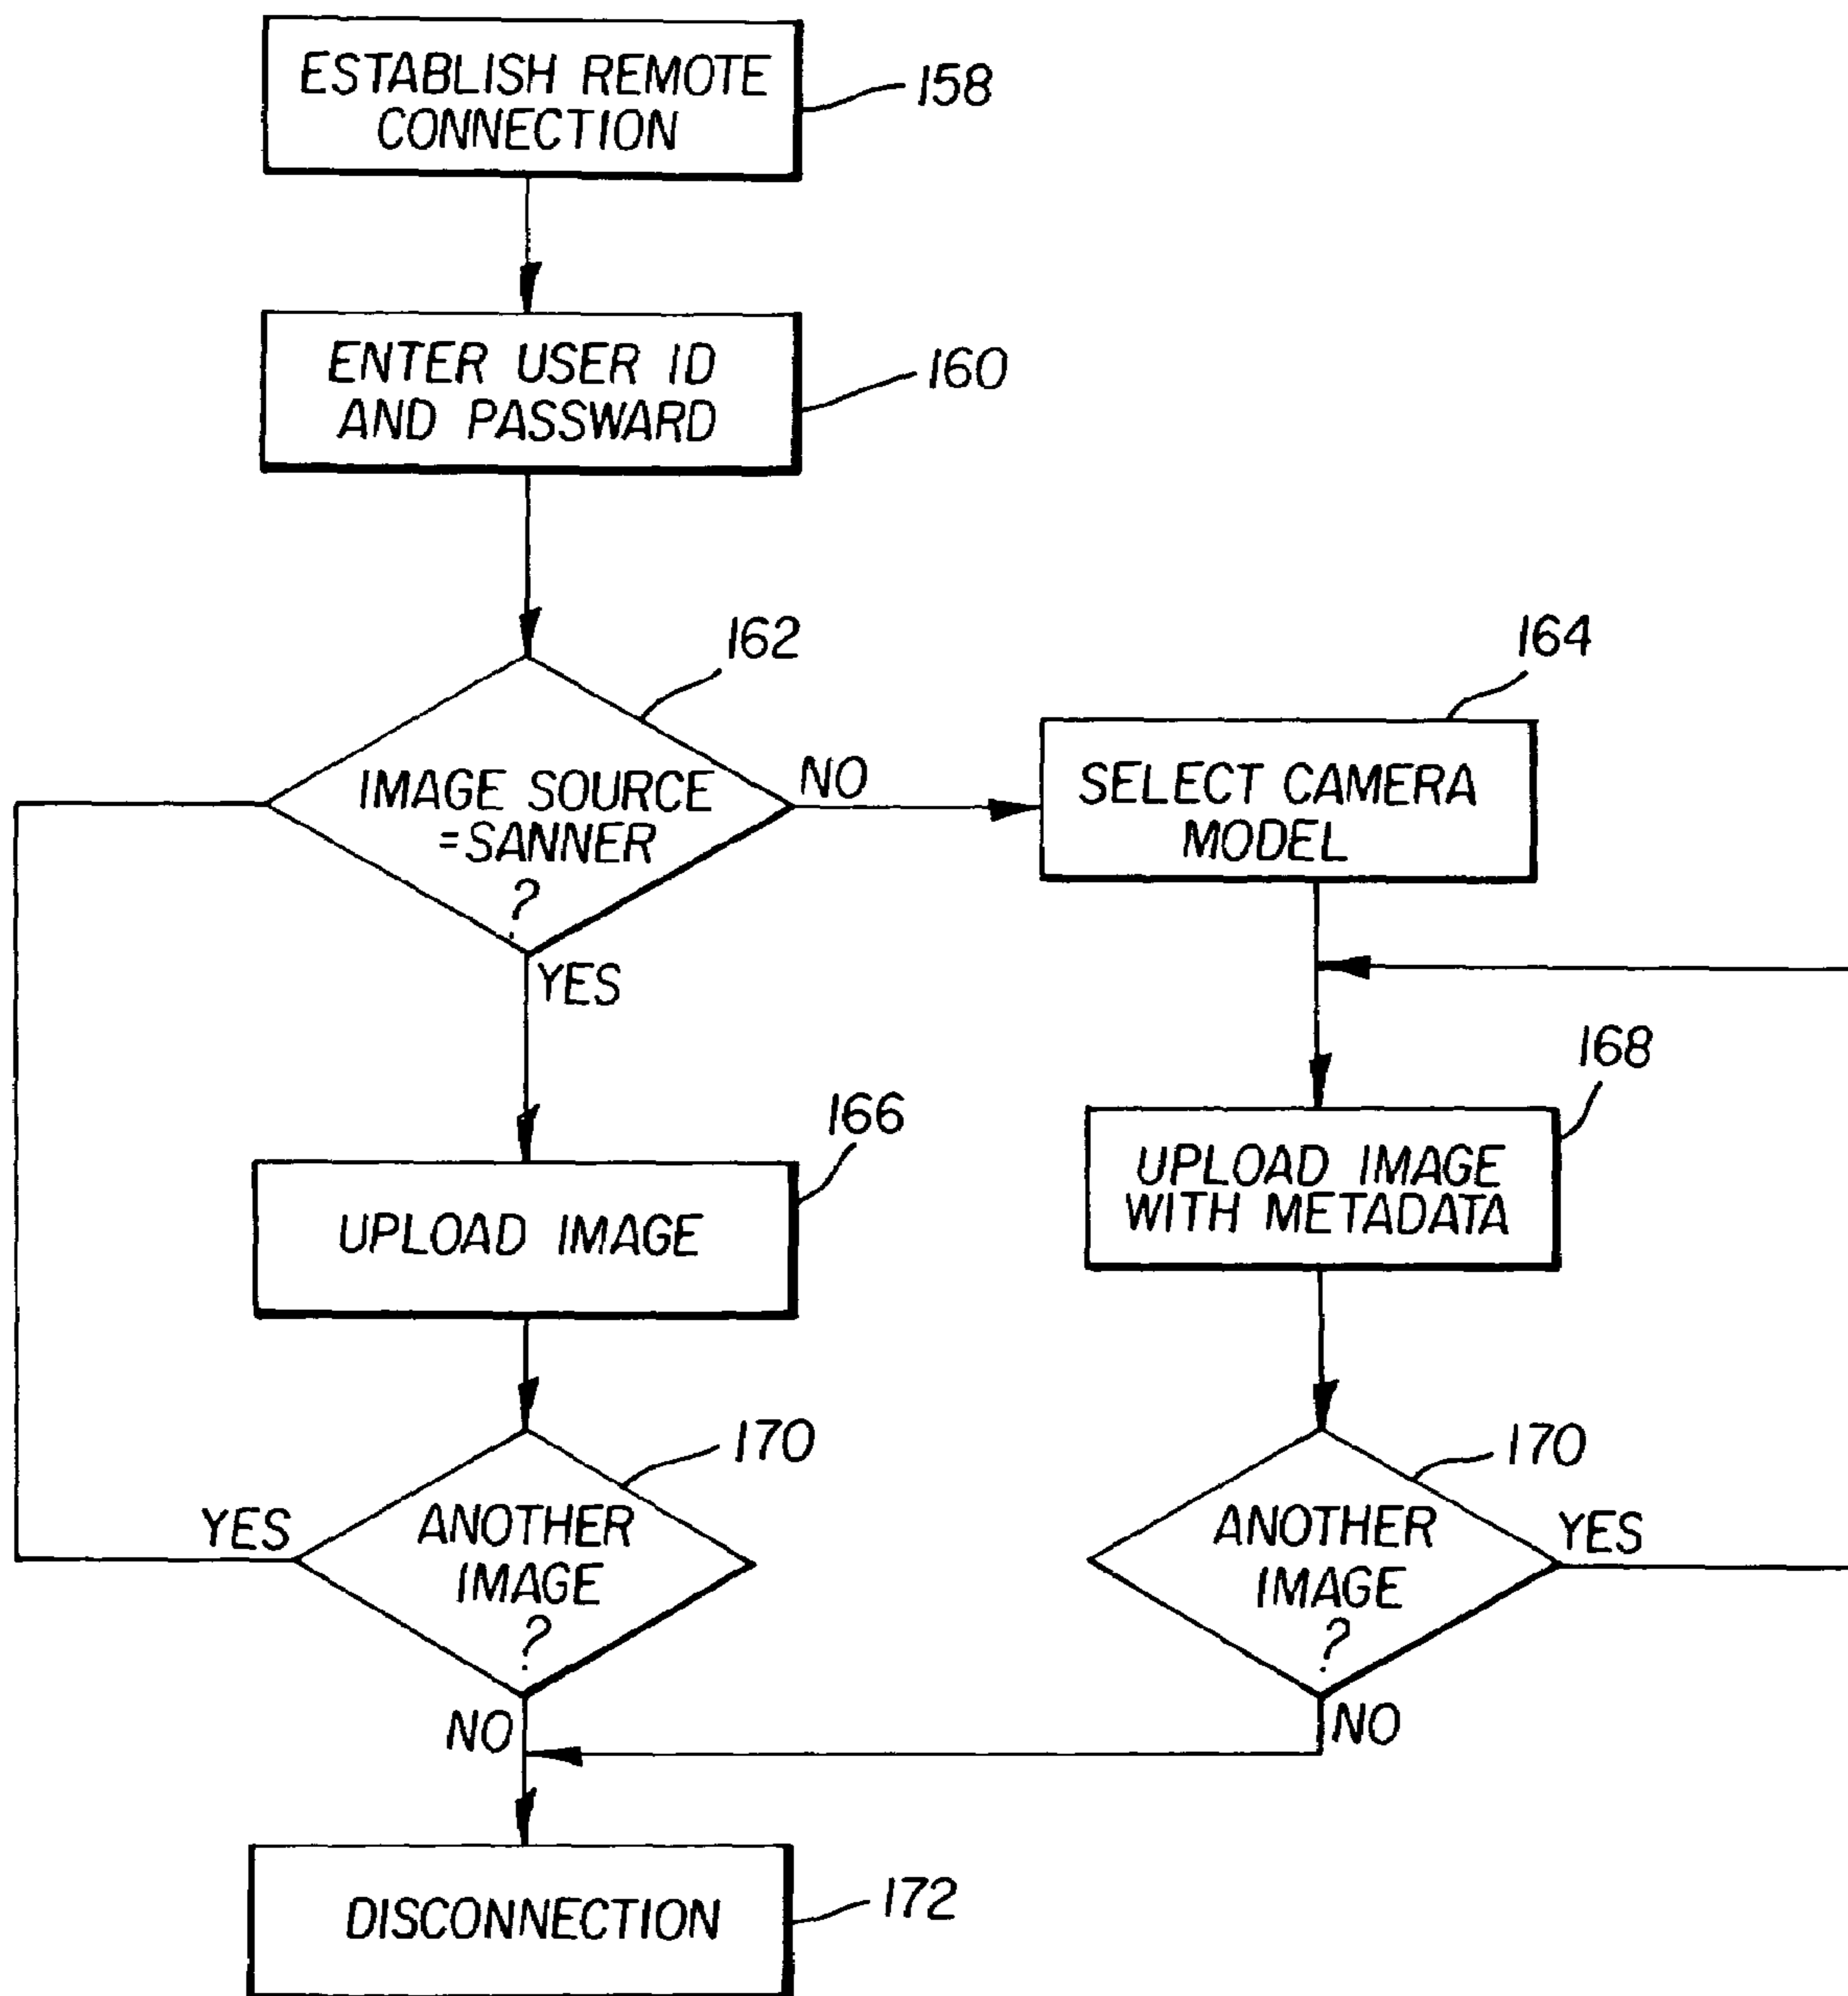 ESTABLISH REMOTE
CONNECTION
158
ENTER USER ID
AND PASSWARD
160
162
IMAGE SOURCE
=SANNER
?
NO
YES
164
SELECT CAMERA
MODEL
166
UPLOAD IMAGE
168
UPLOAD IMAGE
WITH METADATA
170
ANOTHER
IMAGE
?
YES
NO
170
ANOTHER
IMAGE
?
YES
NO
DISCONNECTION
172